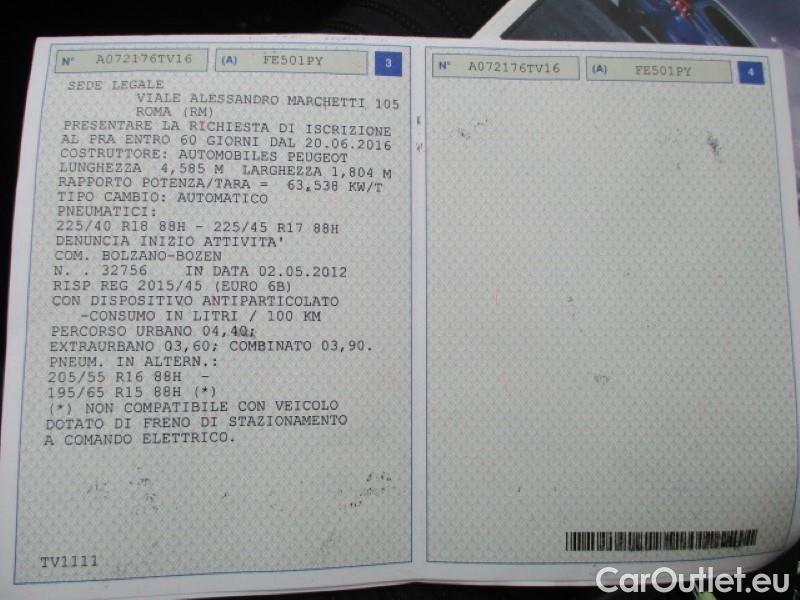 N° A072176TV16 (A) FE501PY 3
SEDE LEGALE
VIALE ALESSANDRO MARCHETTI 105
ROMA (RM)
PRESENTARE LA RICHIESTA DI ISCRIZIONE
AL PRA ENTRO 60 GIORNI DAL 20.06.2016
COSTRUTTORE: AUTOMOBILES PEUGEOT
LUNGHEZZA 4,585 M LARGHEZZA 1,804 M
RAPPORTO POTENZA/TARA = 63,538 KW/T
TIPO CAMBIO: AUTOMATICO
PNEUMATICI:
225/40 R18 88H - 225/45 R17 88H
DENUNCIA INIZIO ATTIVITA'
COM. BOLZANO-BOZEN
N. . 32756 IN DATA 02.05.2012
RISP REG 2015/45 (EURO 6B)
CON DISPOSITIVO ANTIPARTICOLATO
-CONSUMO IN LITRI / 100 KM
PERCORSO URBANO 04,40;
EXTRAURBANO 03,60; COMBINATO 03,90.
PNEUM. IN ALTERN.:
205/55 R16 88H -
195/65 R15 88H (*)
(*) NON COMPATIBILE CON VEICOLO
DOTATO DI FRENO DI STAZIONAMENTO
A COMANDO ELETTRICO.
TV1111
N° A072176TV16 (A) FE501PY 4
CarOutlet.eu